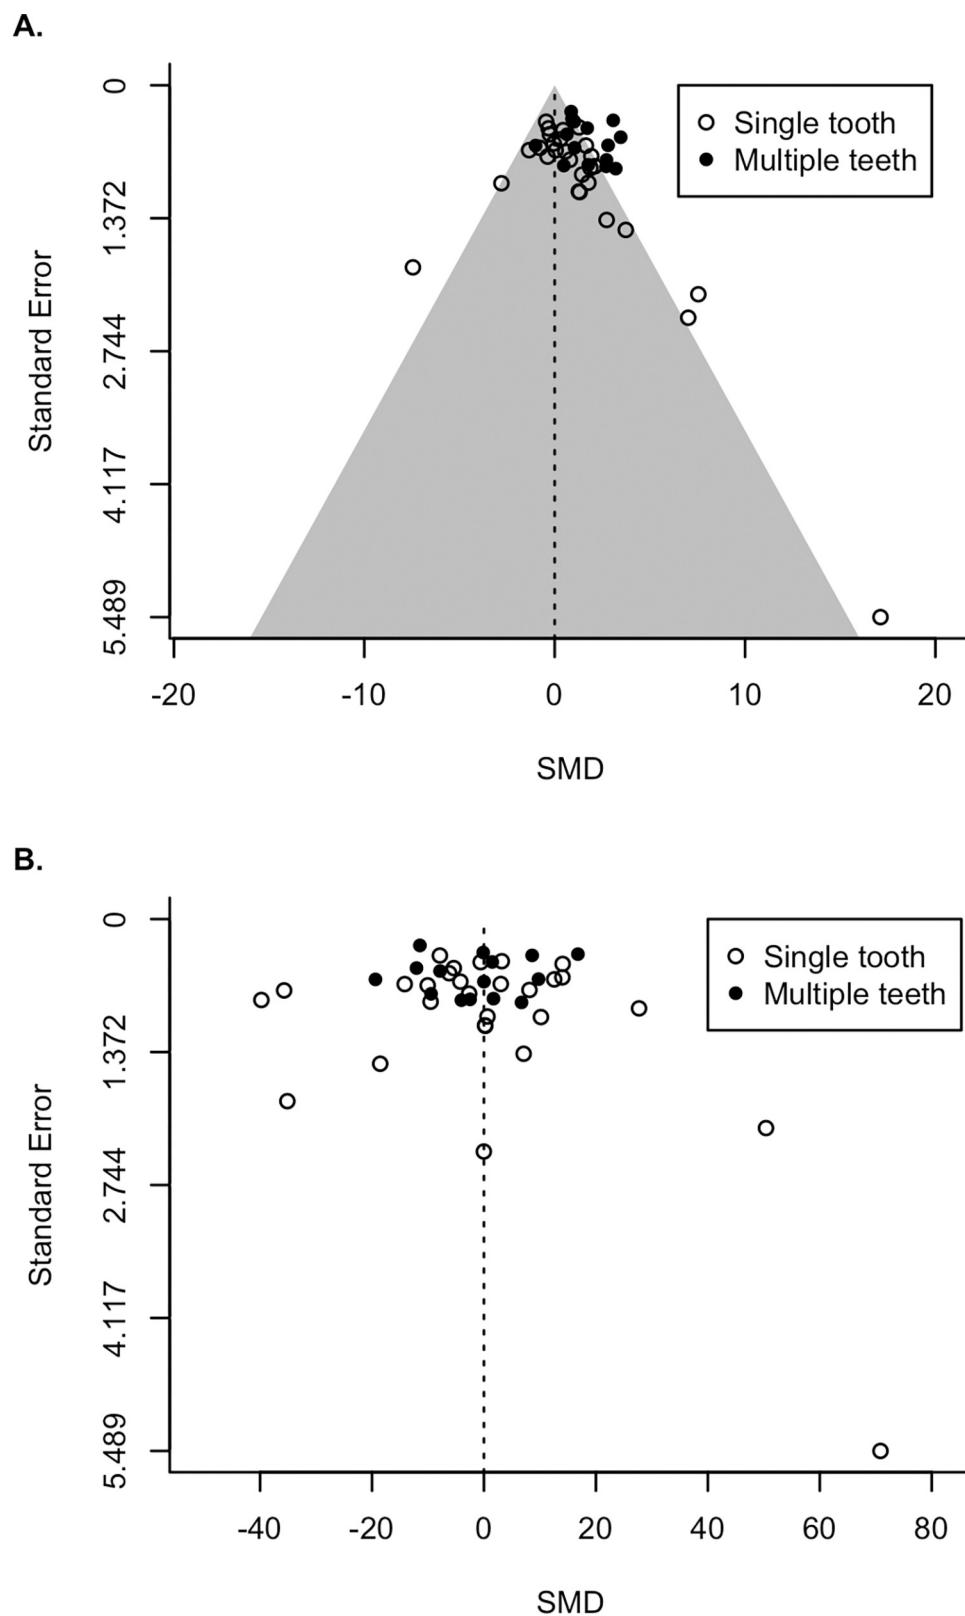 A.
0
1.372
2.744
4.117
5.489
Standard Error
Single tooth
Multiple teeth
-20
-10
0
10
20
SMD
B.
0
1.372
2.744
4.117
5.489
Standard Error
Single tooth
Multiple teeth
-40
-20
0
20
40
60
80
SMD